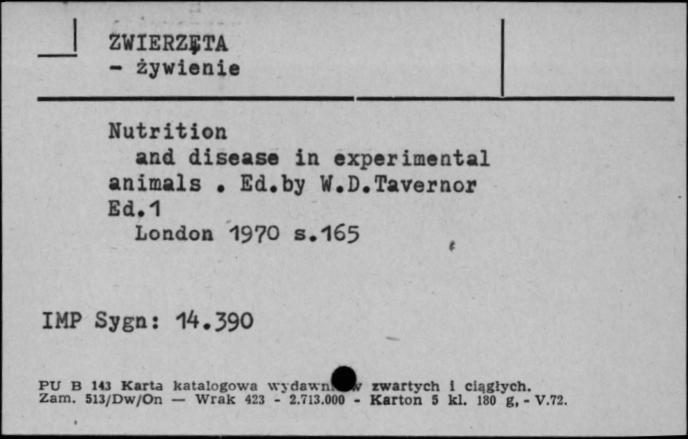 ZWIERZĘTA
- żywienie
Nutrition
and disease in experimental
animals . Ed.by W.D.Tavernor
Ed.1
London 1970 s.165
IMP Sygn: 14.390
PU B 143 Karta katalogowa zwartych i ciągłych.
Zam. 513/Dw/On — Wrak 423 - 2.713.000 - Karton 5 kl. 180 g, - V.72.